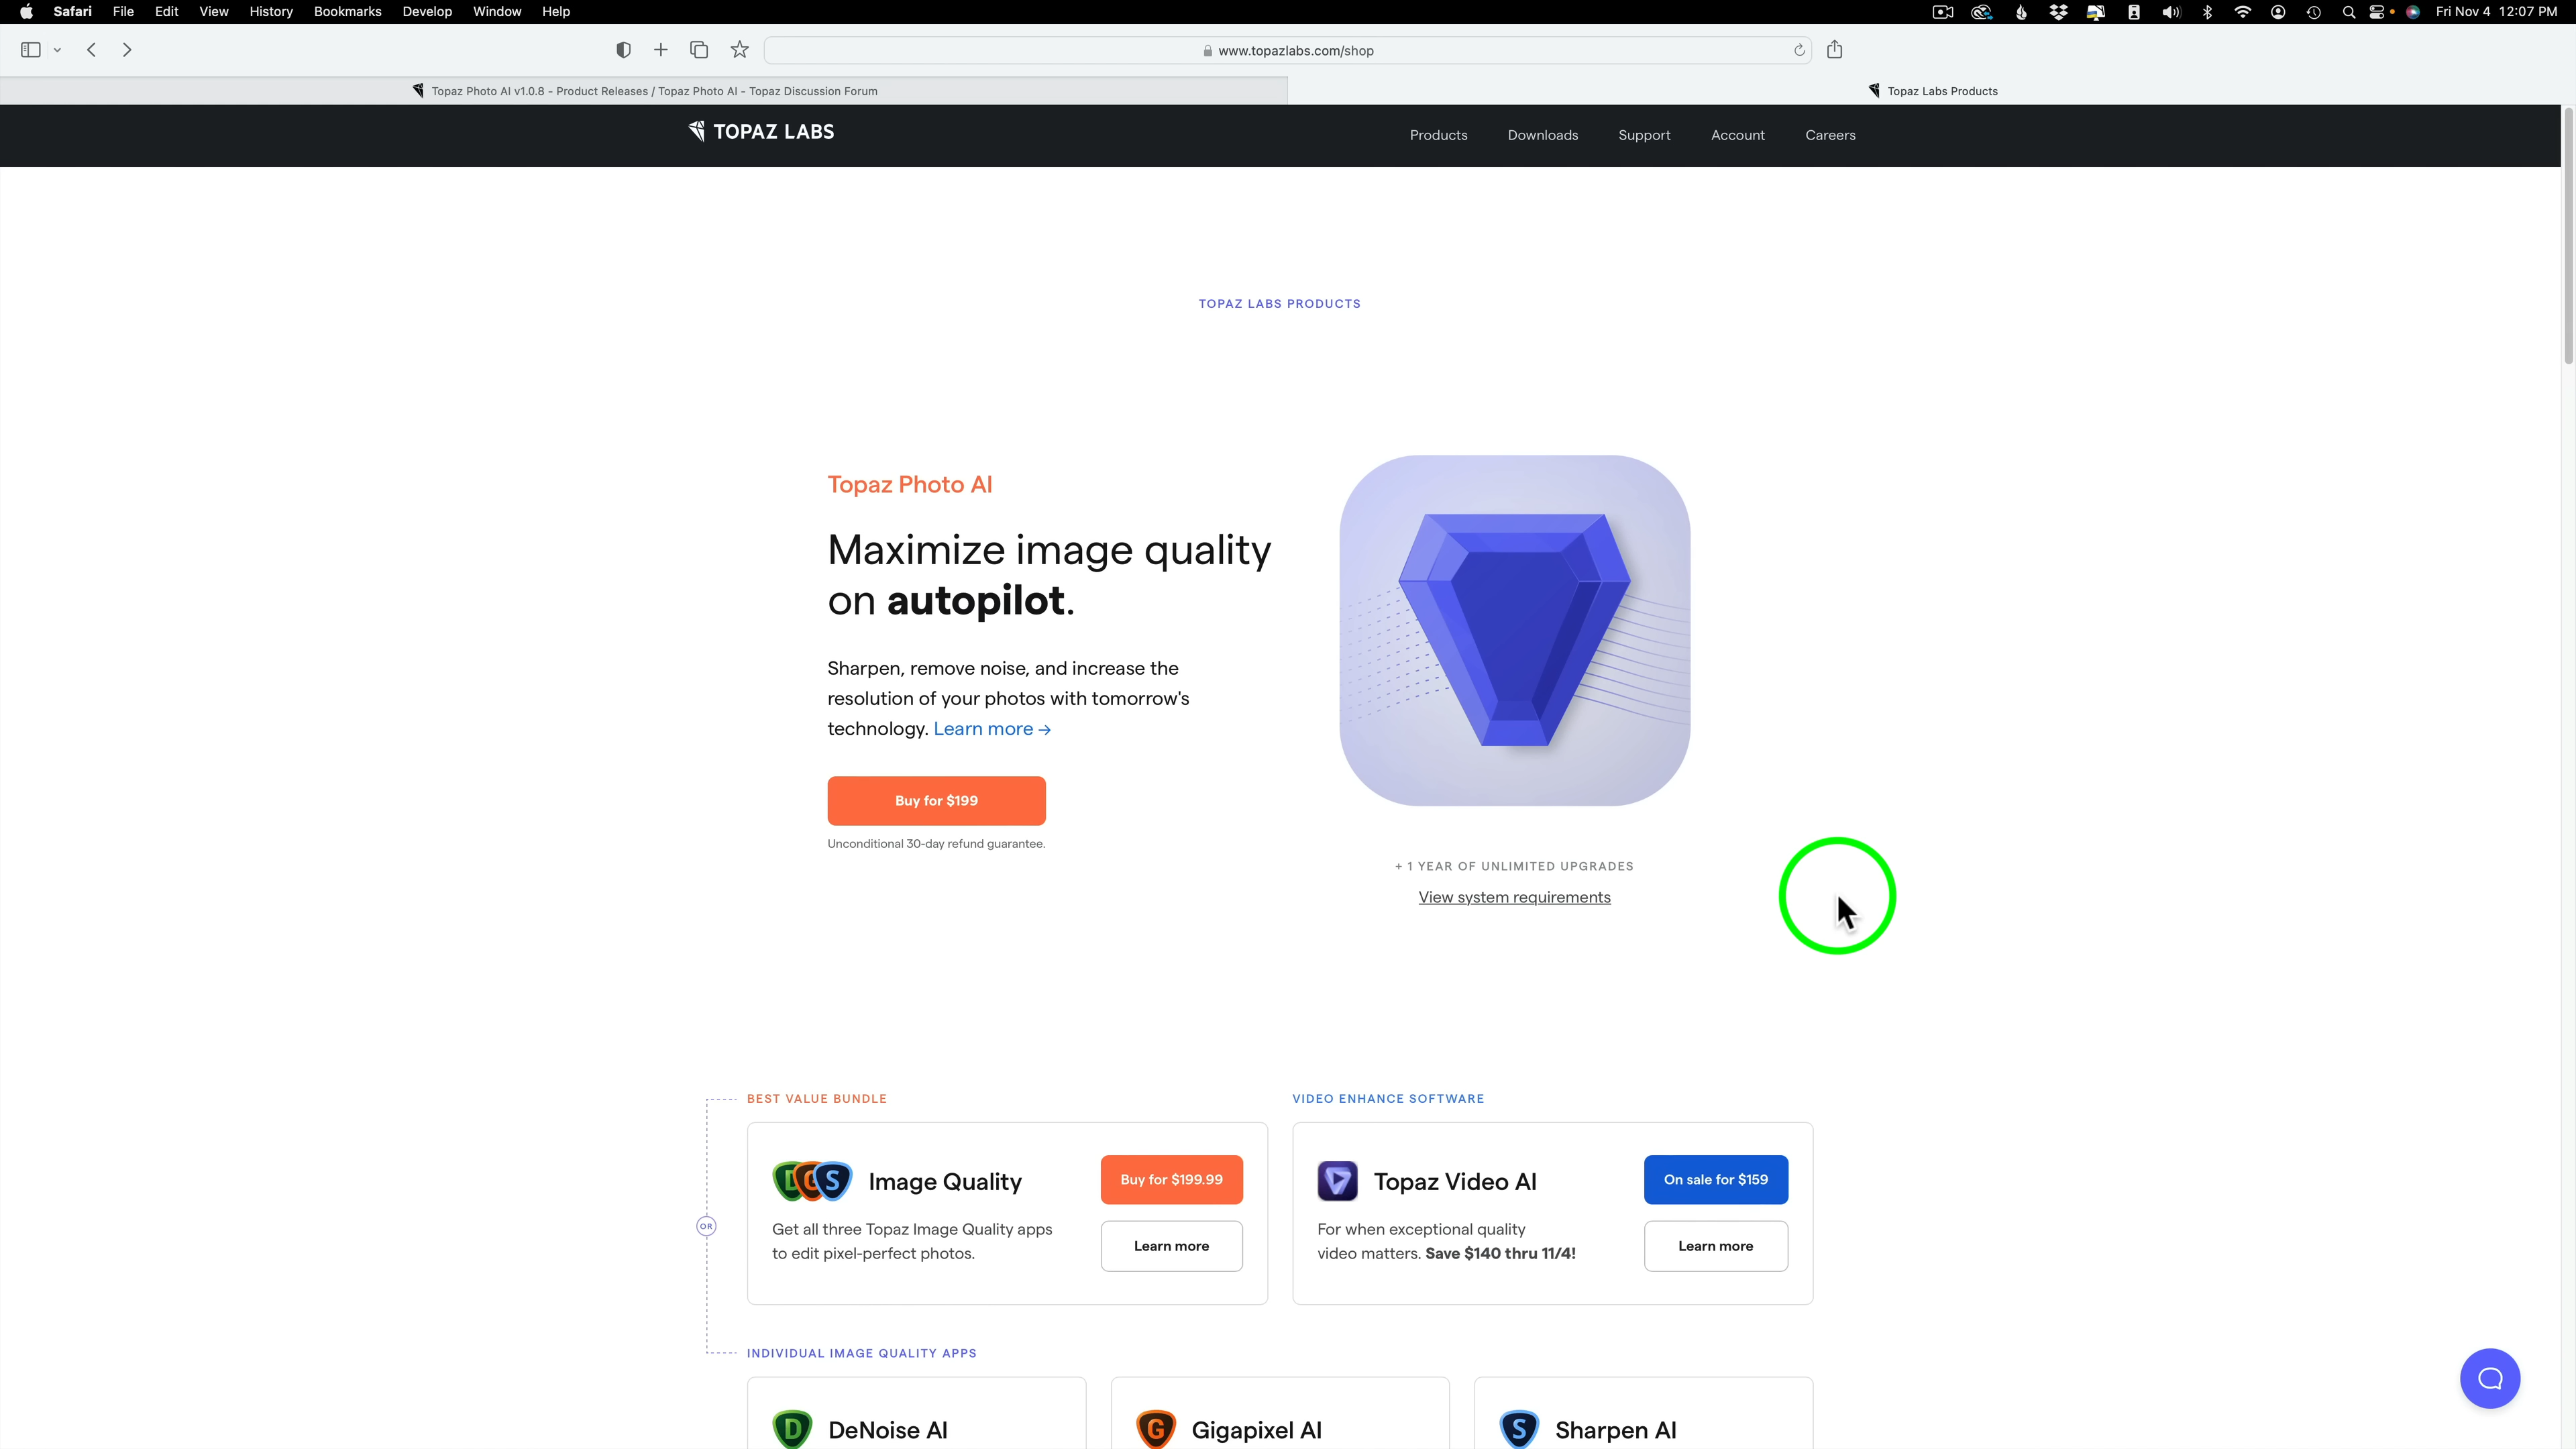 Safari File Edit View History Bookmarks Develop Window Help
Fri Nov 4 12:07 PM
www.topazlabs.com/shop
Topaz Photo AI v1.0.8 - Product Releases / Topaz Photo AI - Topaz Discussion Forum
Topaz Labs Products
TOPAZ LABS
Products Downloads Support Account Careers
TOPAZ LABS PRODUCTS
Topaz Photo AI
Maximize image quality
on autopilot.
Sharpen, remove noise, and increase the
resolution of your photos with tomorrow's
technology. Learn more →
Buy for $199
Unconditional 30-day refund guarantee.
+ 1 YEAR OF UNLIMITED UPGRADES
View system requirements
OR
BEST VALUE BUNDLE
D G S
Image Quality
Buy for $199.99
Get all three Topaz Image Quality apps
to edit pixel-perfect photos.
Learn more
VIDEO ENHANCE SOFTWARE
Topaz Video AI
On sale for $159
For when exceptional quality
video matters. Save $140 thru 11/4!
Learn more
INDIVIDUAL IMAGE QUALITY APPS
D DeNoise AI
G Gigapixel AI
S Sharpen AI